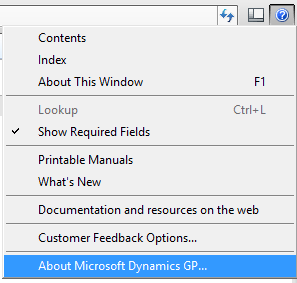 Contents
Index
About This Window F1
Lookup Ctrl+L
Show Required Fields
Printable Manuals
What's New
Documentation and resources on the web
Customer Feedback Options...
About Microsoft Dynamics GP...